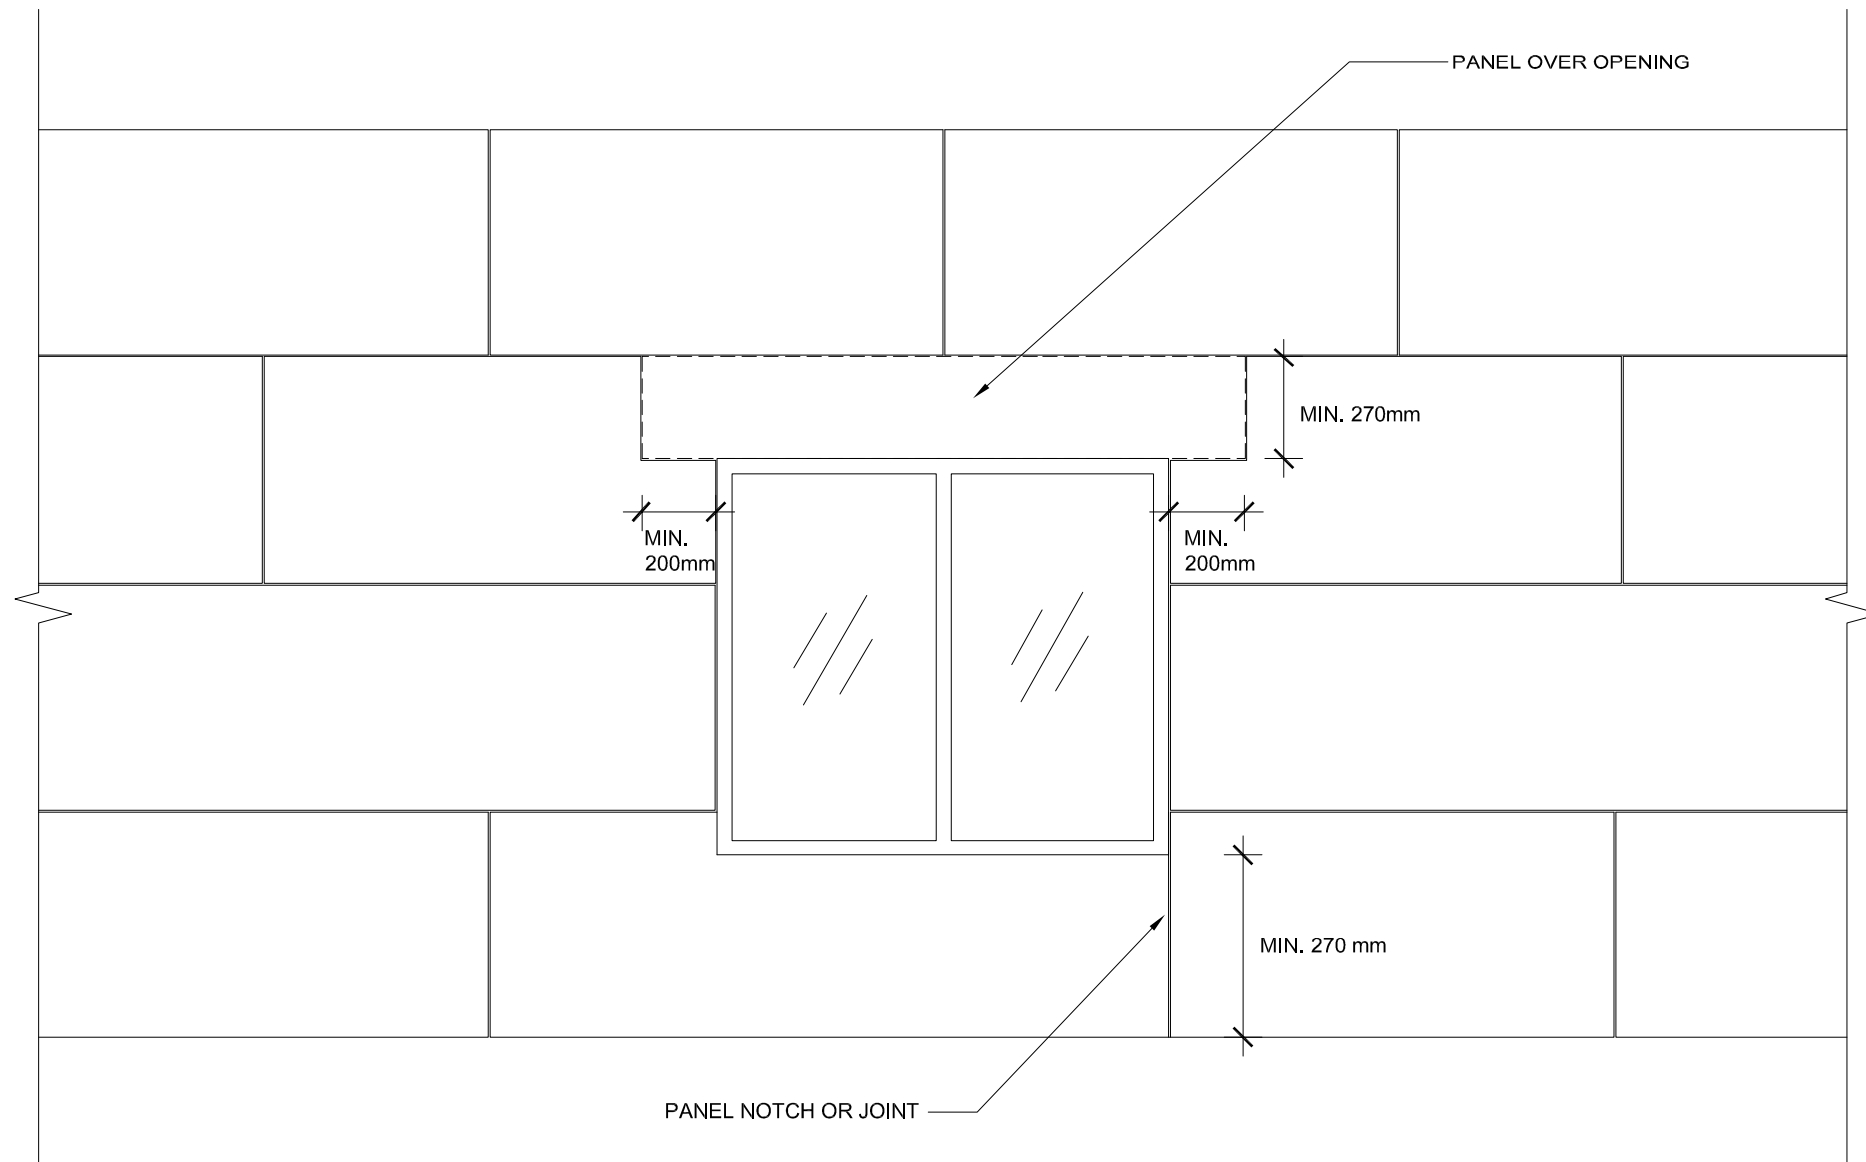 PANEL OVER OPENING
MIN. 270mm
MIN.
200mm
MIN.
200mm
MIN. 270 mm
PANEL NOTCH OR JOINT